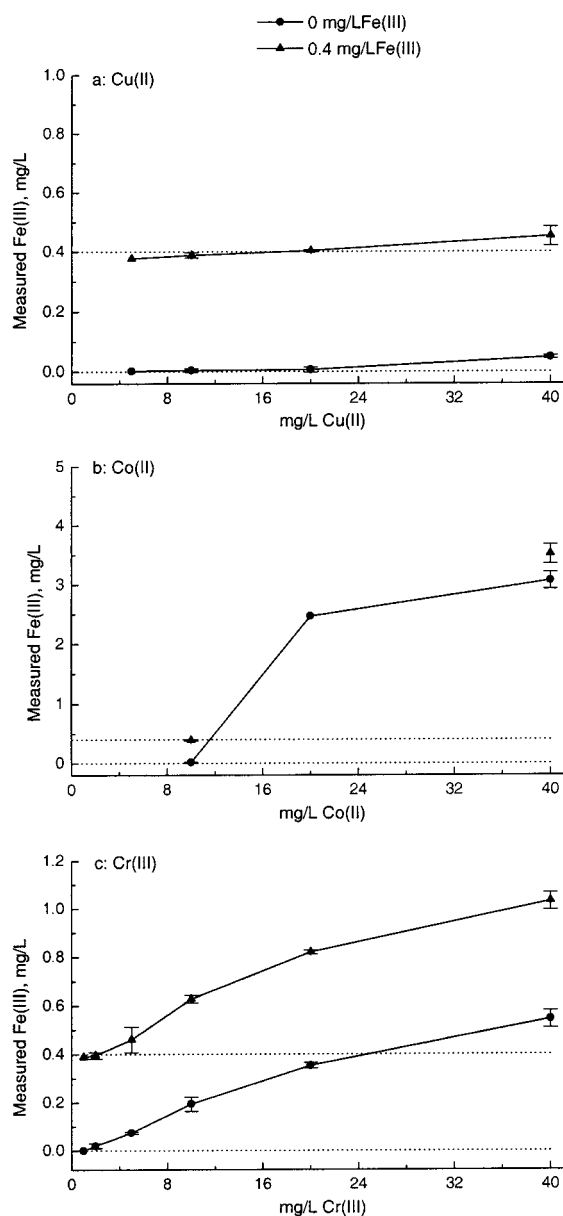 0 mg/LFe(III)
0.4 mg/LFe(III)
a: Cu(II)
1.0
0.8
0.6
0.4
0.2
0.0
Measured Fe(III), mg/L
0 8 16 24 32 40
mg/L Cu(II)
b: Co(II)
5
4
3
2
1
0
Measured Fe(III), mg/L
0 8 16 24 32 40
mg/L Co(II)
c: Cr(III)
1.2
1.0
0.8
0.6
0.4
0.2
0.0
Measured Fe(III), mg/L
0 8 16 24 32 40
mg/L Cr(III)